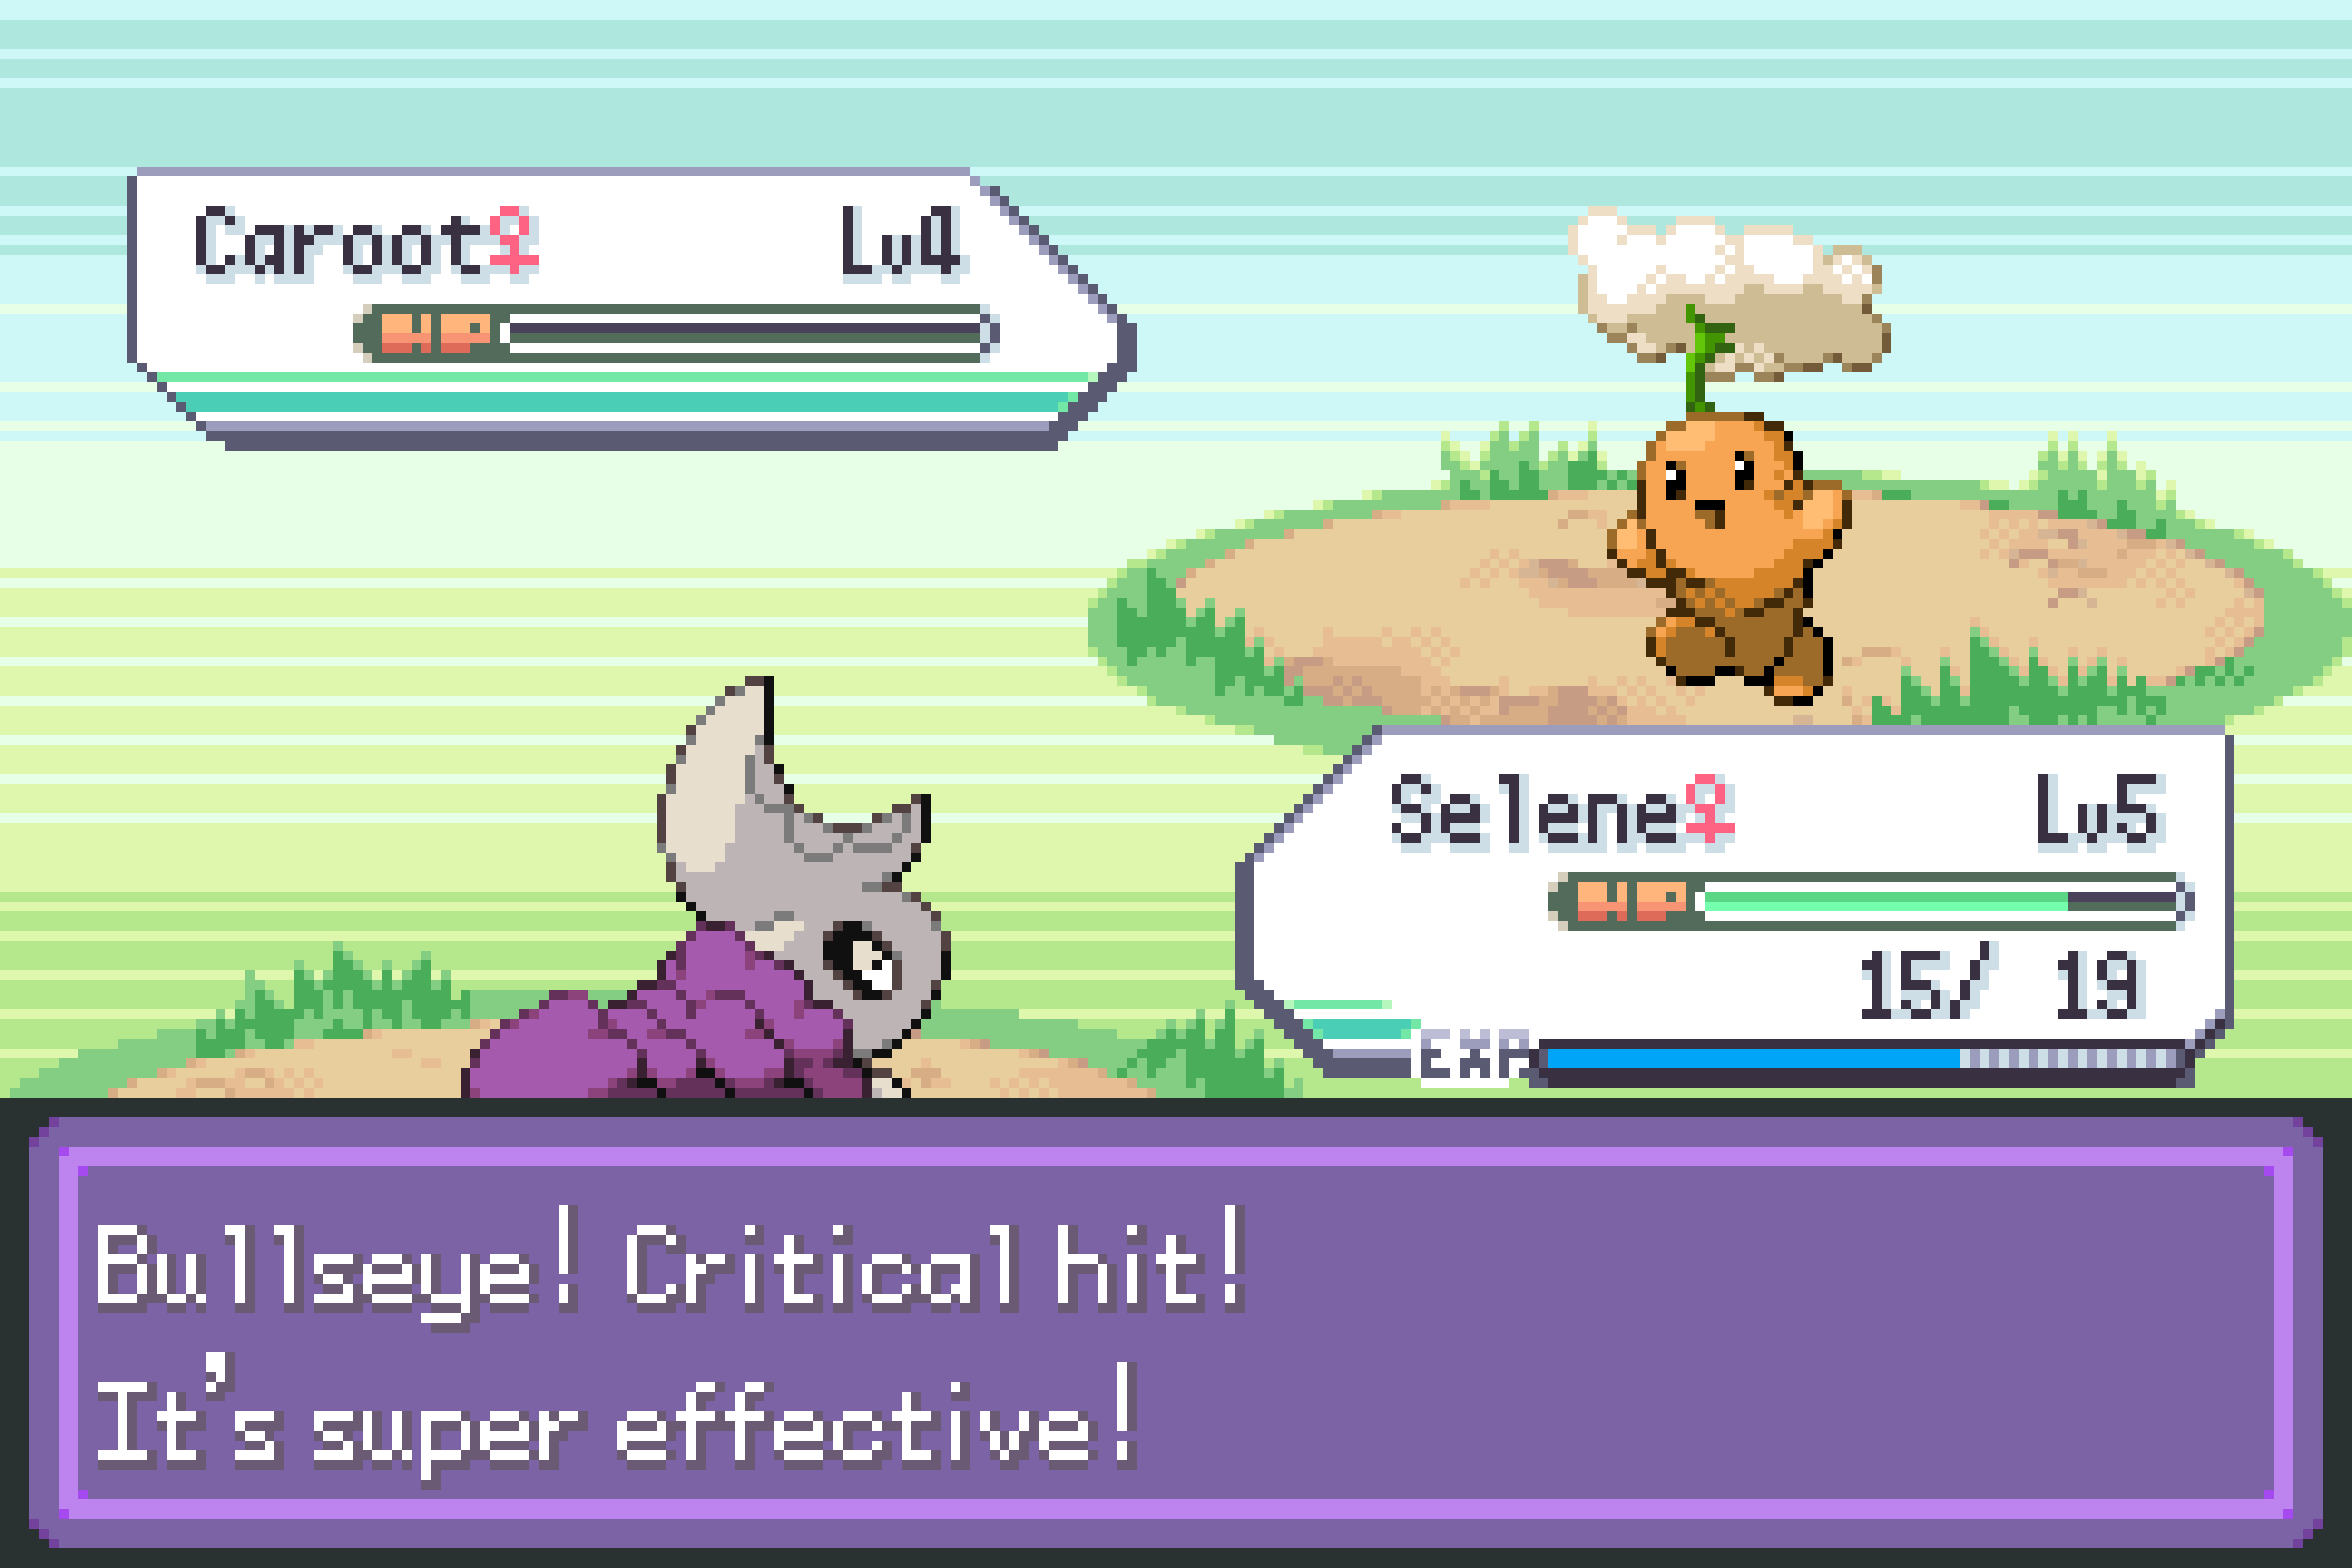 Caroot♀ Lv4
HP
Selene♀ Lv5
HP
15/ 19
EXP
Bullseye! Critical hit!
It's super effective!